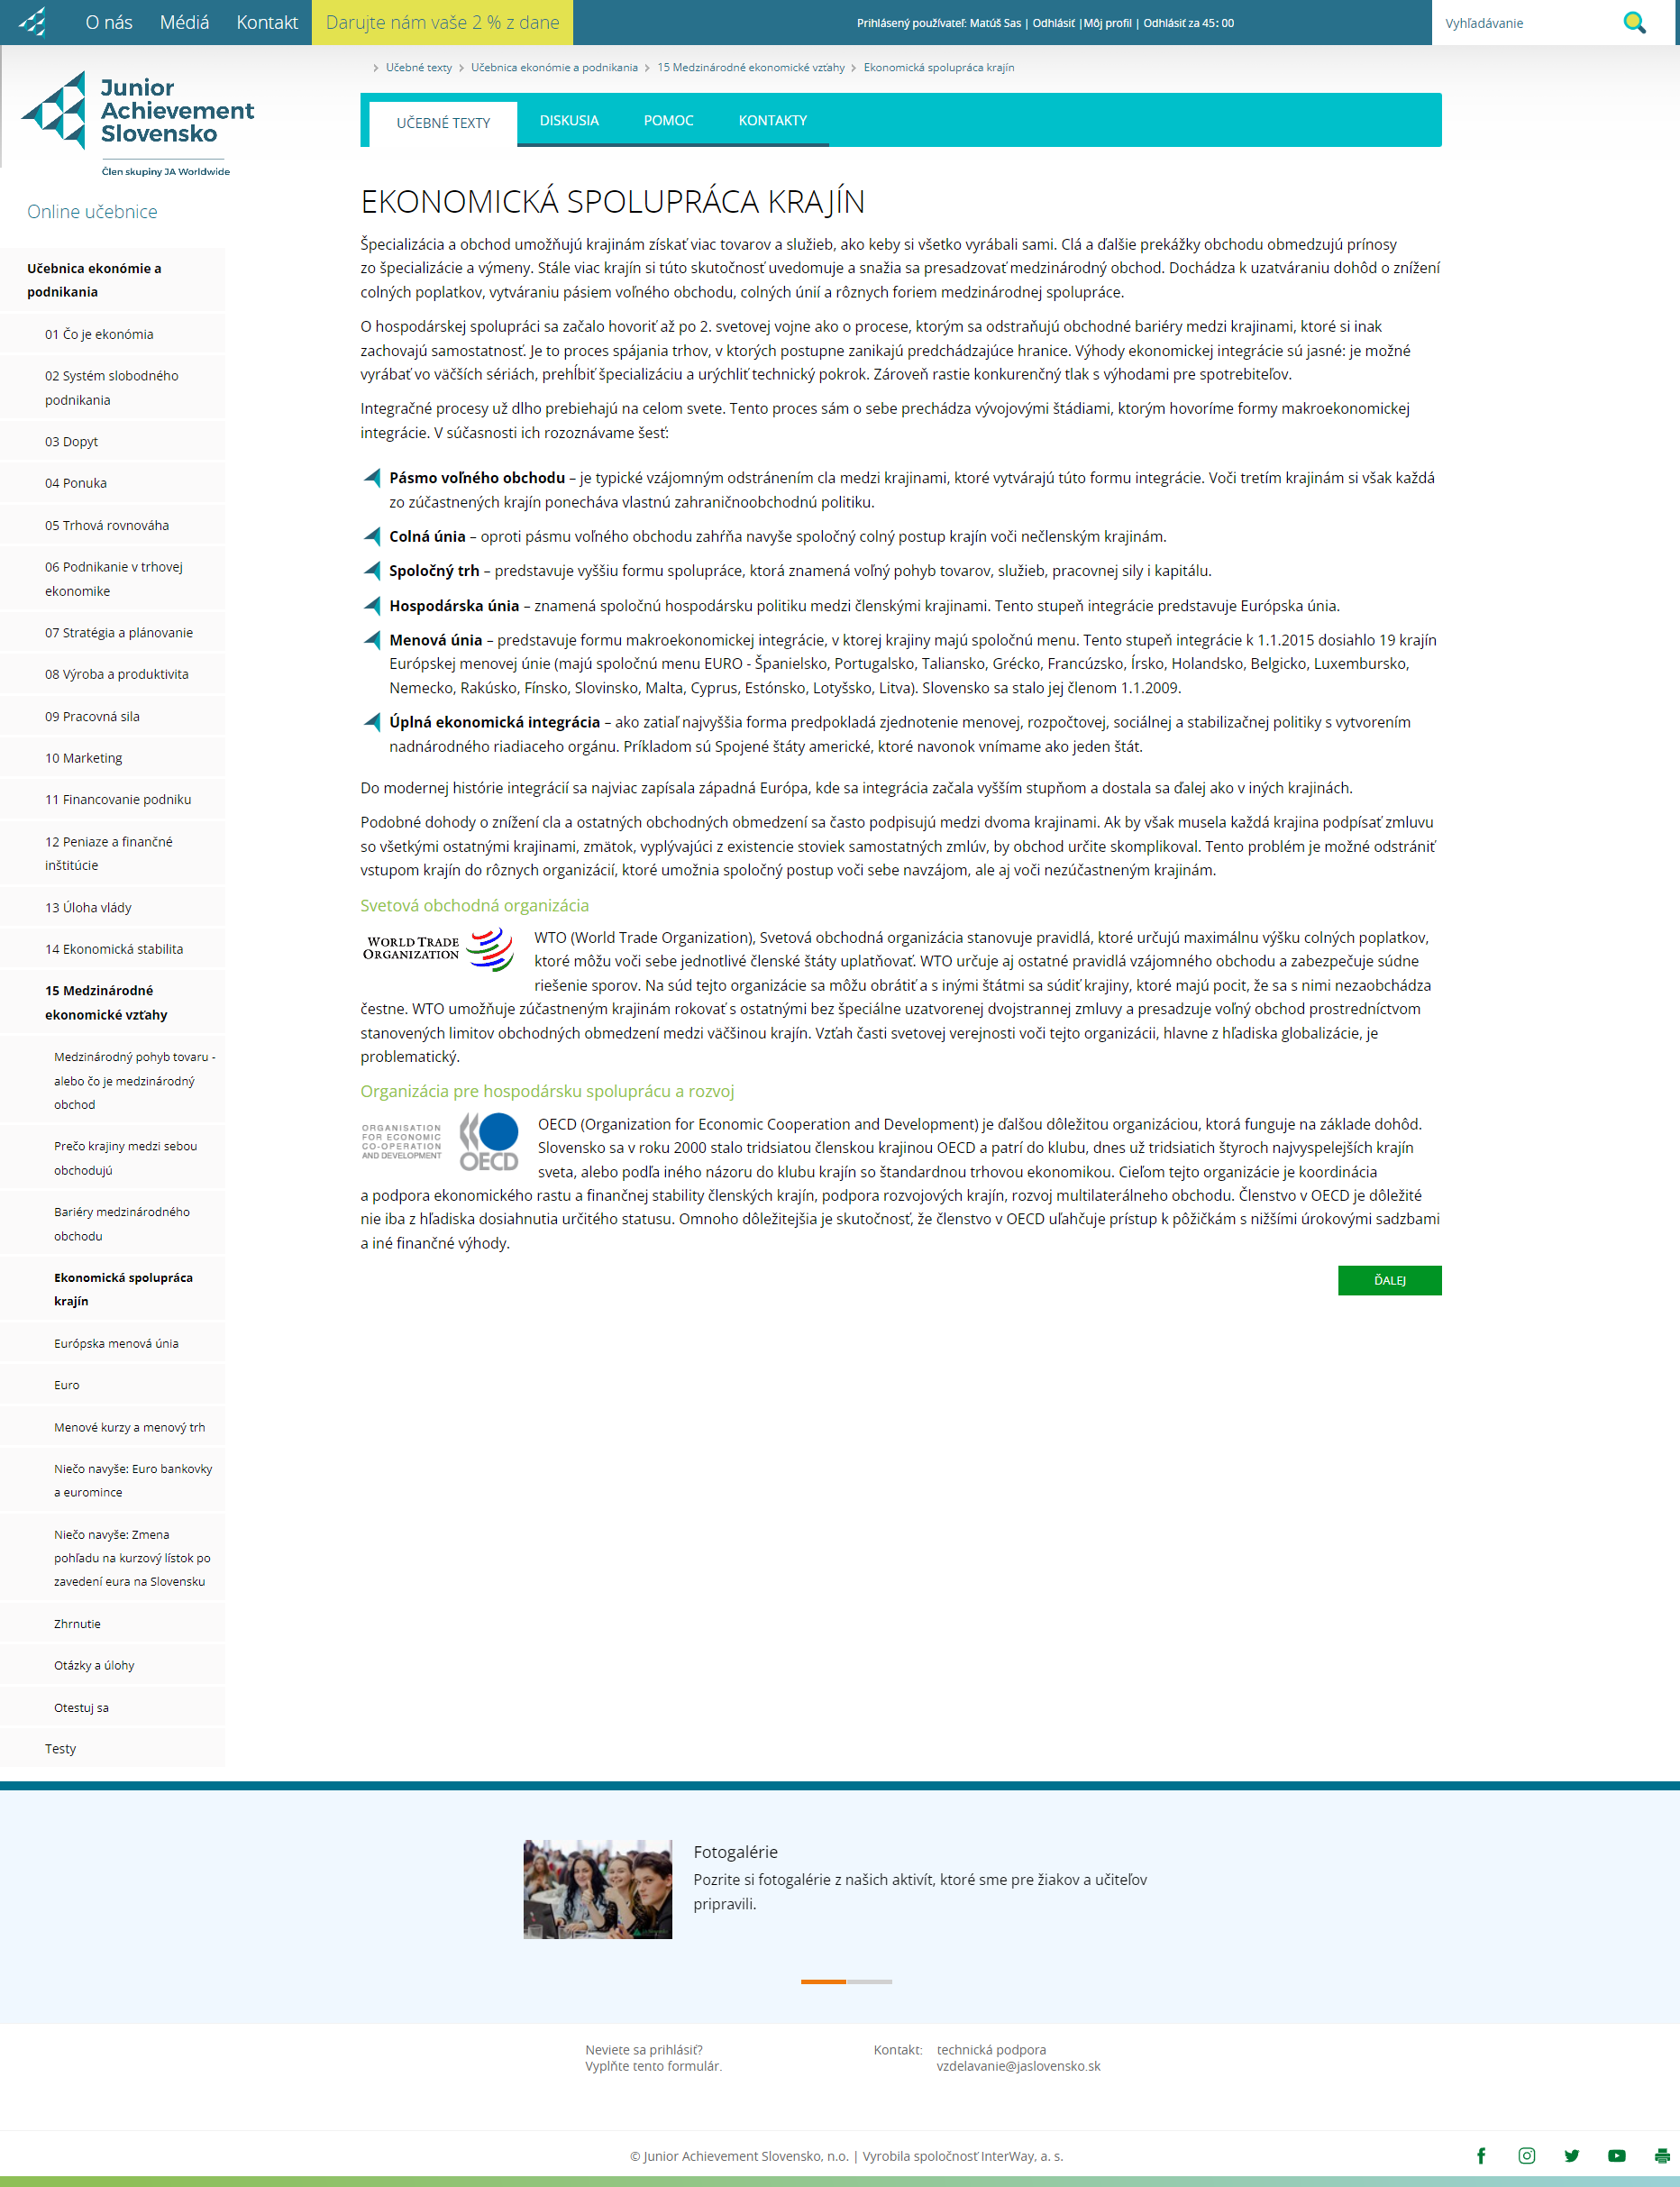 O nás Médiá Kontakt Darujte nám vaše 2 % z dane Prihlásený používateľ: Matúš Sas | Odhlásiť |Môj profil | Odhlásiť za 45: 00 Vyhľadávanie
Junior
Achievement
Slovensko
Člen skupiny JA Worldwide
Online učebnice
Učebnica ekonómie a
podnikania
01 Čo je ekonómia
02 Systém slobodného
podnikania
03 Dopyt
04 Ponuka
05 Trhová rovnováha
06 Podnikanie v trhovej
ekonomike
07 Stratégia a plánovanie
08 Výroba a produktivita
09 Pracovná sila
10 Marketing
11 Financovanie podniku
12 Peniaze a finančné
inštitúcie
13 Úloha vlády
14 Ekonomická stabilita
15 Medzinárodné
ekonomické vzťahy
Medzinárodný pohyb tovaru -
alebo čo je medzinárodný
obchod
Prečo krajiny medzi sebou
obchodujú
Bariéry medzinárodného
obchodu
Ekonomická spolupráca
krajín
Európska menová únia
Euro
Menové kurzy a menový trh
Niečo navyše: Euro bankovky
a euromince
Niečo navyše: Zmena
pohľadu na kurzový lístok po
zavedení eura na Slovensku
Zhrnutie
Otázky a úlohy
Otestuj sa
Testy
Učebné texty Učebnica ekonómie a podnikania 15 Medzinárodné ekonomické vzťahy Ekonomická spolupráca krajín
UČEBNÉ TEXTY DISKUSIA POMOC KONTAKTY
EKONOMICKÁ SPOLUPRÁCA KRAJÍN
Špecializácia a obchod umožňujú krajinám získať viac tovarov a služieb, ako keby si všetko vyrábali sami. Clá a ďalšie prekážky obchodu obmedzujú prínosy
zo špecializácie a výmeny. Stále viac krajín si túto skutočnosť uvedomuje a snažia sa presadzovať medzinárodný obchod. Dochádza k uzatváraniu dohôd o znížení
colných poplatkov, vytváraniu pásiem voľného obchodu, colných únií a rôznych foriem medzinárodnej spolupráce.
O hospodárskej spolupráci sa začalo hovoriť až po 2. svetovej vojne ako o procese, ktorým sa odstraňujú obchodné bariéry medzi krajinami, ktoré si inak
zachovajú samostatnosť. Je to proces spájania trhov, v ktorých postupne zanikajú predchádzajúce hranice. Výhody ekonomickej integrácie sú jasné: je možné
vyrábať vo väčších sériách, prehĺbiť špecializáciu a urýchliť technický pokrok. Zároveň rastie konkurenčný tlak s výhodami pre spotrebiteľov.
Integračné procesy už dlho prebiehajú na celom svete. Tento proces sám o sebe prechádza vývojovými štádiami, ktorým hovoríme formy makroekonomickej
integrácie. V súčasnosti ich rozoznávame šesť:
Pásmo voľného obchodu – je typické vzájomným odstránením cla medzi krajinami, ktoré vytvárajú túto formu integrácie. Voči tretím krajinám si však každá
zo zúčastnených krajín ponecháva vlastnú zahraničnoobchodnú politiku.
Colná únia – oproti pásmu voľného obchodu zahŕňa navyše spoločný colný postup krajín voči nečlenským krajinám.
Spoločný trh – predstavuje vyššiu formu spolupráce, ktorá znamená voľný pohyb tovarov, služieb, pracovnej sily i kapitálu.
Hospodárska únia – znamená spoločnú hospodársku politiku medzi členskými krajinami. Tento stupeň integrácie predstavuje Európska únia.
Menová únia – predstavuje formu makroekonomickej integrácie, v ktorej krajiny majú spoločnú menu. Tento stupeň integrácie k 1.1.2015 dosiahlo 19 krajín
Európskej menovej únie (majú spoločnú menu EURO - Španielsko, Portugalsko, Taliansko, Grécko, Francúzsko, Írsko, Holandsko, Belgicko, Luxembursko,
Nemecko, Rakúsko, Fínsko, Slovinsko, Malta, Cyprus, Estónsko, Lotyšsko, Litva). Slovensko sa stalo jej členom 1.1.2009.
Úplná ekonomická integrácia – ako zatiaľ najvyššia forma predpokladá zjednotenie menovej, rozpočtovej, sociálnej a stabilizačnej politiky s vytvorením
nadnárodného riadiaceho orgánu. Príkladom sú Spojené štáty americké, ktoré navonok vnímame ako jeden štát.
Do modernej histórie integrácií sa najviac zapísala západná Európa, kde sa integrácia začala vyšším stupňom a dostala sa ďalej ako v iných krajinách.
Podobné dohody o znížení cla a ostatných obchodných obmedzení sa často podpisujú medzi dvoma krajinami. Ak by však musela každá krajina podpísať zmluvu
so všetkými ostatnými krajinami, zmätok, vyplývajúci z existencie stoviek samostatných zmlúv, by obchod určite skomplikoval. Tento problém je možné odstrániť
vstupom krajín do rôznych organizácií, ktoré umožnia spoločný postup voči sebe navzájom, ale aj voči nezúčastneným krajinám.
Svetová obchodná organizácia
WORLD TRADE
ORGANIZATION
WTO (World Trade Organization), Svetová obchodná organizácia stanovuje pravidlá, ktoré určujú maximálnu výšku colných poplatkov,
ktoré môžu voči sebe jednotlivé členské štáty uplatňovať. WTO určuje aj ostatné pravidlá vzájomného obchodu a zabezpečuje súdne
riešenie sporov. Na súd tejto organizácie sa môžu obrátiť a s inými štátmi sa súdiť krajiny, ktoré majú pocit, že sa s nimi nezaobchádza
čestne. WTO umožňuje zúčastneným krajinám rokovať s ostatnými bez špeciálne uzatvorenej dvojstrannej zmluvy a presadzuje voľný obchod prostredníctvom
stanovených limitov obchodných obmedzení medzi väčšinou krajín. Vzťah časti svetovej verejnosti voči tejto organizácii, hlavne z hľadiska globalizácie, je
problematický.
Organizácia pre hospodársku spoluprácu a rozvoj
ORGANISATION
FOR ECONOMIC
CO-OPERATION
AND DEVELOPMENT
OECD
OECD (Organization for Economic Cooperation and Development) je ďalšou dôležitou organizáciou, ktorá funguje na základe dohôd.
Slovensko sa v roku 2000 stalo tridsiatou členskou krajinou OECD a patrí do klubu, dnes už tridsiatich štyroch najvyspelejších krajín
sveta, alebo podľa iného názoru do klubu krajín so štandardnou trhovou ekonomikou. Cieľom tejto organizácie je koordinácia
a podpora ekonomického rastu a finančnej stability členských krajín, podpora rozvojových krajín, rozvoj multilaterálneho obchodu. Členstvo v OECD je dôležité
nie iba z hľadiska dosiahnutia určitého statusu. Omnoho dôležitejšia je skutočnosť, že členstvo v OECD uľahčuje prístup k pôžičkám s nižšími úrokovými sadzbami
a iné finančné výhody.
ĎALEJ
Fotogalérie
Pozrite si fotogalérie z našich aktivít, ktoré sme pre žiakov a učiteľov
pripravili.
Neviete sa prihlásiť?
Vyplňte tento formulár.
Kontakt: technická podpora
vzdelavanie@jaslovensko.sk
© Junior Achievement Slovensko, n.o. | Vyrobila spoločnosť InterWay, a. s.